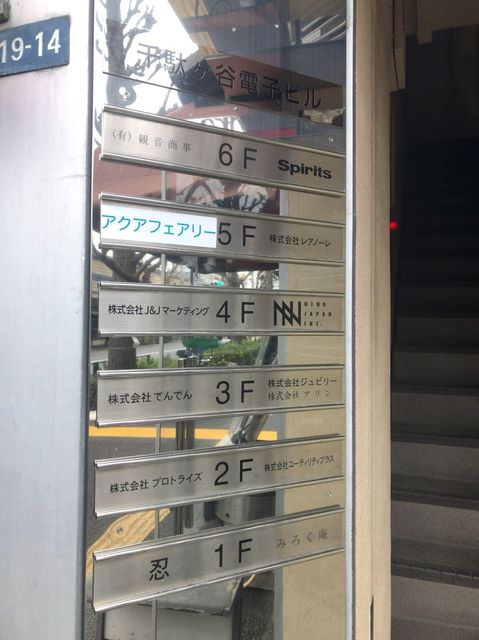 19-14
千駄ヶ谷電子ビル
(有) 観音商事 6F Spirits
アクアフェアリー 5F 株式会社レアノーレ
株式会社J&Jマーケティング 4F NINO JAPAN INC.
株式会社 でんでん 3F 株式会社ジュビリー
株式会社 アリン
株式会社 プロトライズ 2F 株式会社ユーティリティプラス
忍 1F みろく庵